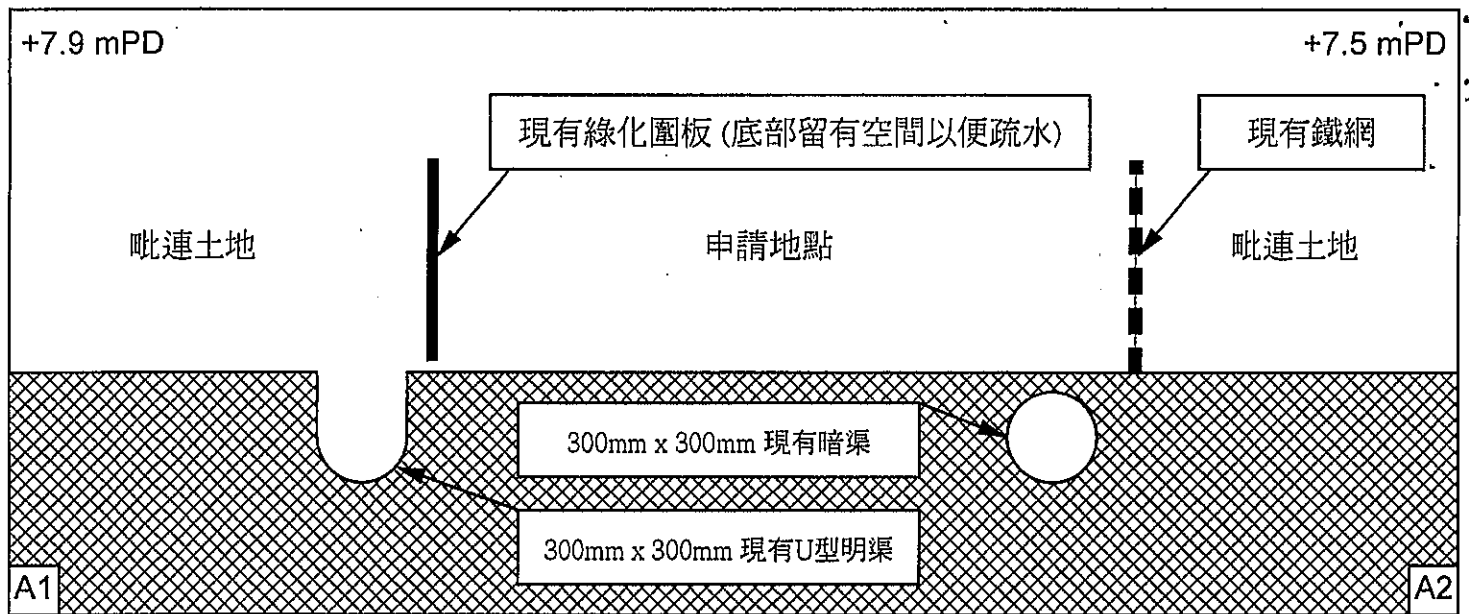 +7.9 mPD
+7.5 mPD
現有綠化圍板 (底部留有空間以便疏水)
現有鐵網
毗連土地
申請地點
毗連土地
300mm x 300mm 現有暗渠
300mm x 300mm 現有U型明渠
A1
A2